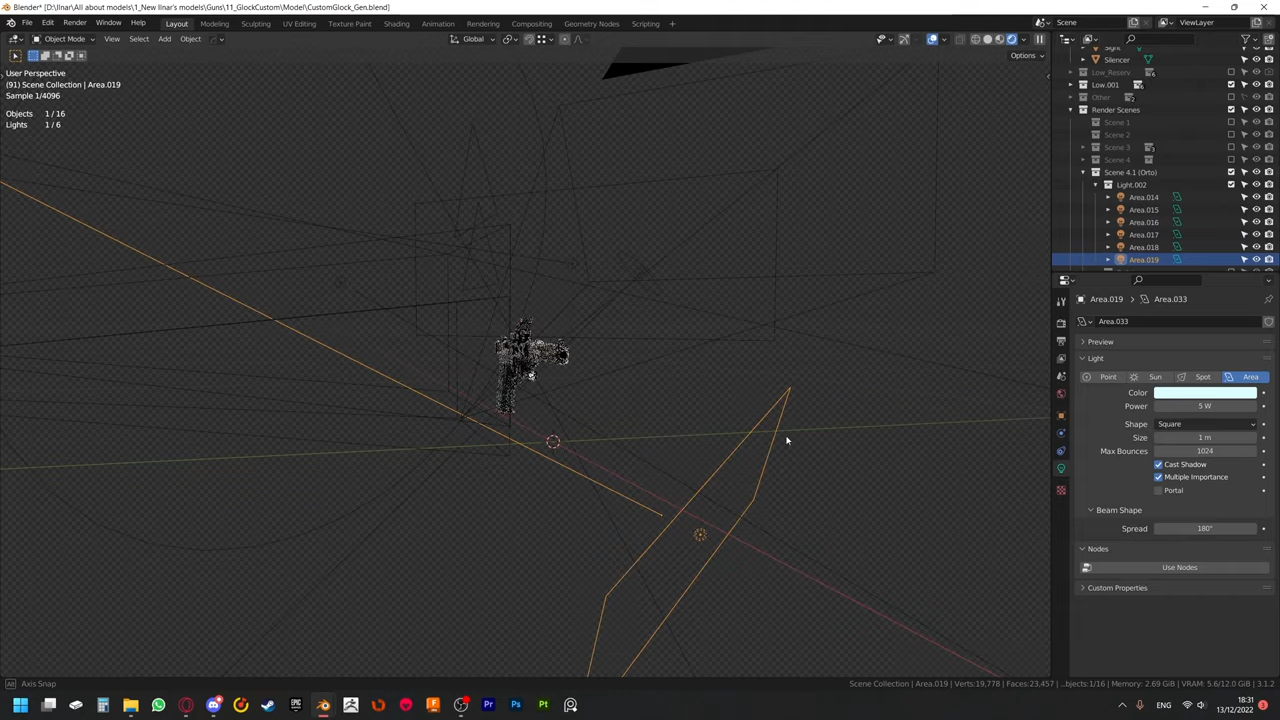 Blender* [D:\Ilnar\All about models\1_New Ilnar's models\Guns\11_GlockCustom\Model\CustomGlock_Gen.blend]
File Edit Render Window Help Layout Modeling Sculpting UV Editing Texture Paint Shading Animation Rendering Compositing Geometry Nodes Scripting + Scene ViewLayer
Object Mode View Select Add Object Global
Options
User Perspective
(91) Scene Collection | Area.019
Sample 1/4096
Objects 1 / 16
Lights 1 / 6
Silencer
Low_Reserv 6
Low.001 6
Other 2
Render Scenes
Scene 1
Scene 2
Scene 3 3
Scene 4
Scene 4.1 (Orto)
Light.002
Area.014
Area.015
Area.016
Area.017
Area.018
Area.019
Area.019 > Area.033
Area.033
Preview
Light
Point Sun Spot Area
Color
Power 5 W
Shape Square
Size 1 m
Max Bounces 1024
Cast Shadow
Multiple Importance
Portal
Beam Shape
Spread 180°
Nodes
Use Nodes
Custom Properties
Axis Snap
Scene Collection | Area.019 | Verts:19,778 | Faces:23,457 ...bjects:1/16 | Memory: 2.69 GiB | VRAM: 5.6/12.0 GiB | 3.1.2
ENG 18:31
13/12/2022